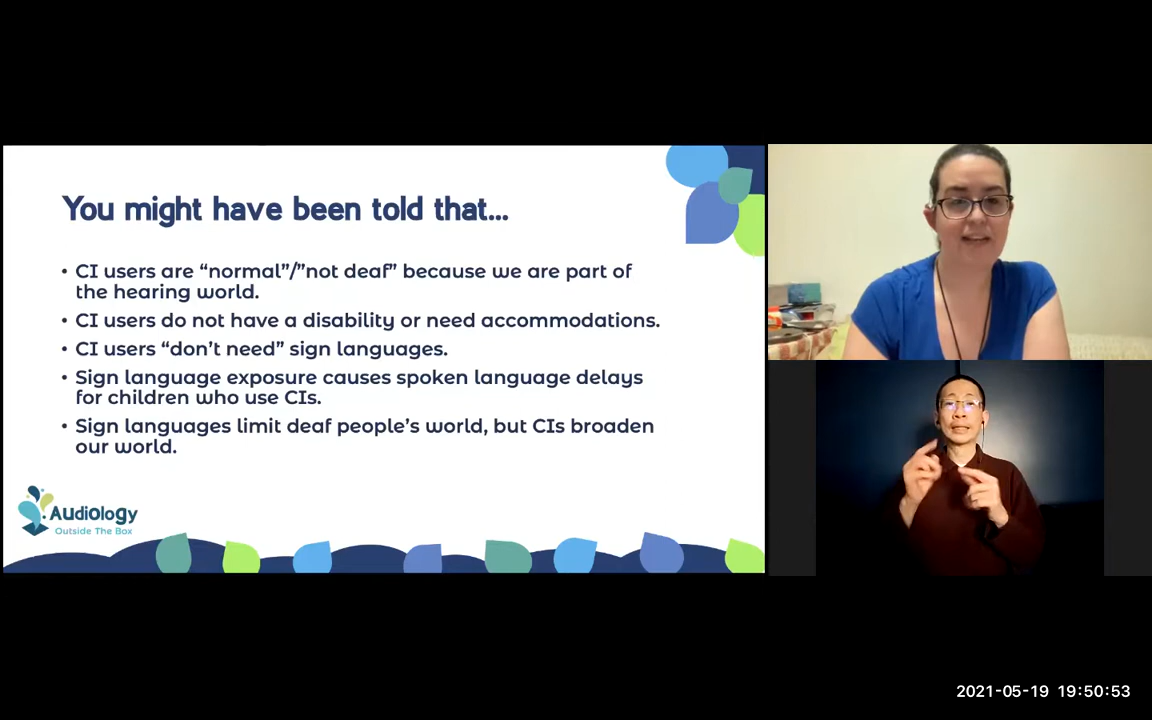 You might have been told that...
• CI users are “normal”/”not deaf” because we are part of
the hearing world.
• CI users do not have a disability or need accommodations.
• CI users “don’t need” sign languages.
• Sign language exposure causes spoken language delays
for children who use CIs.
• Sign languages limit deaf people’s world, but CIs broaden
our world.
AudiOlogy
Outside The Box
2021-05-19 19:50:53